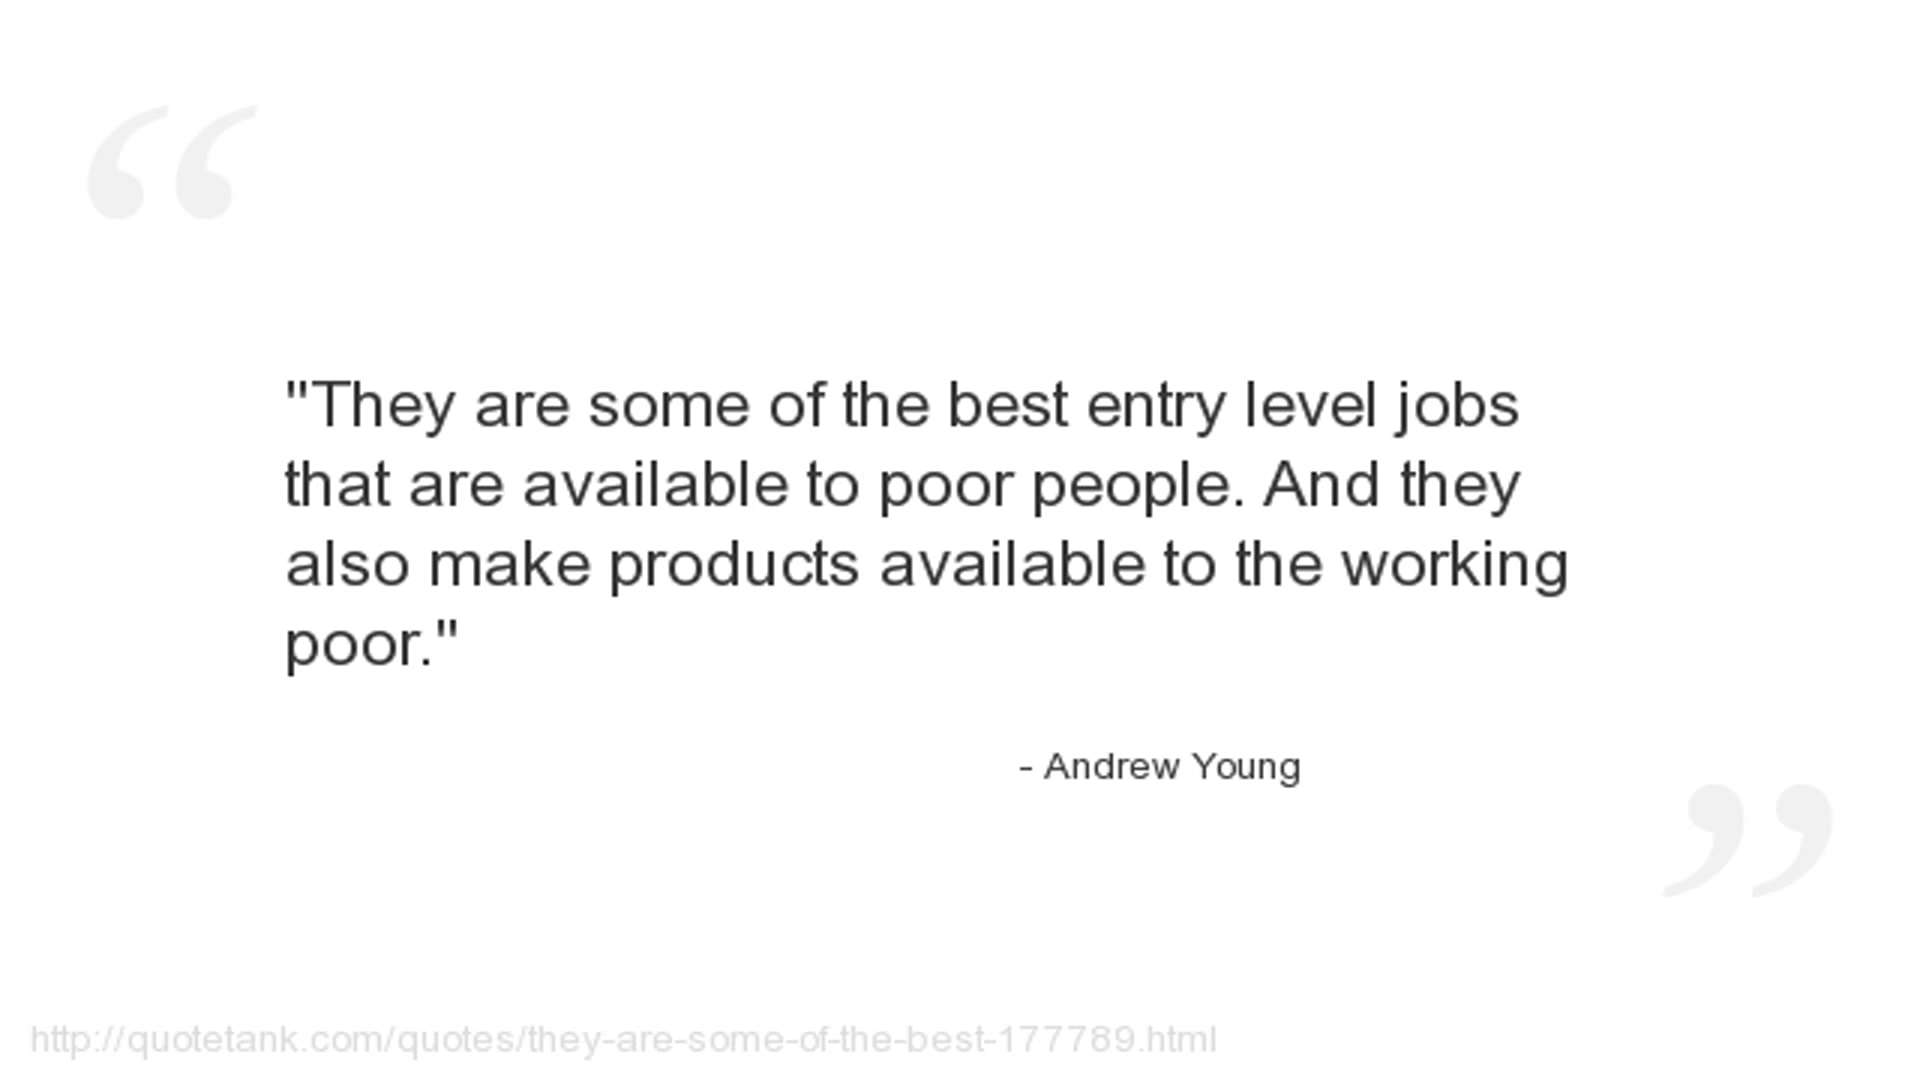 "They are some of the best entry level jobs
that are available to poor people. And they
also make products available to the working
poor."
- Andrew Young
http://quotetank.com/quotes/they-are-some-of-the-best-177789.html